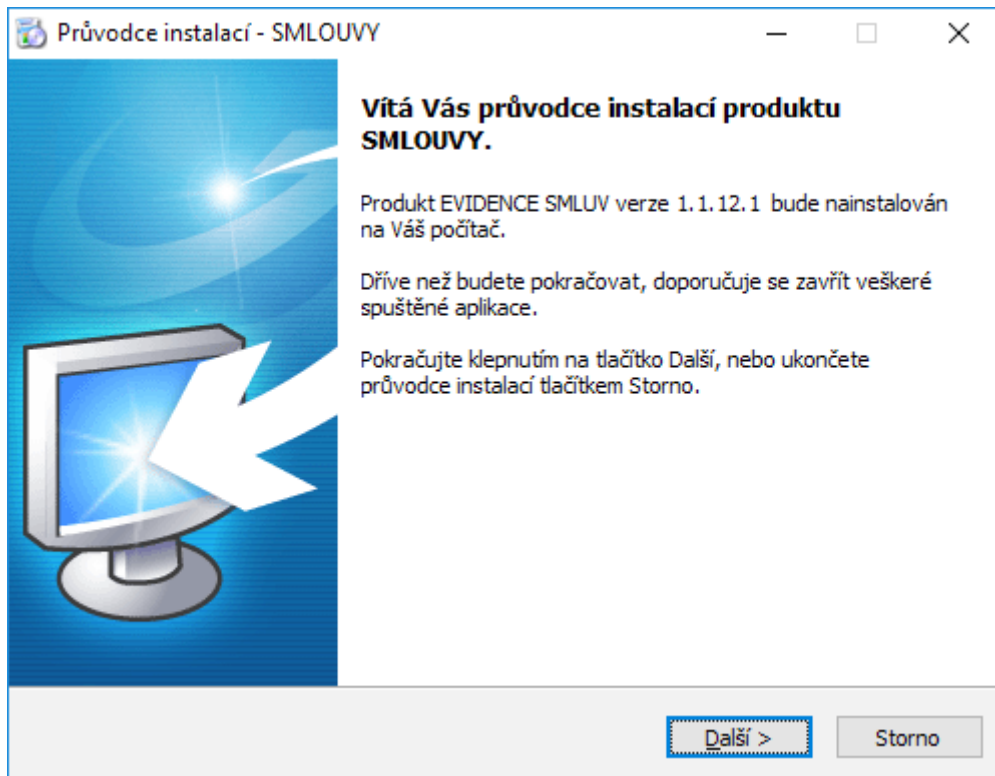 Průvodce instalací - SMLOUVY
Vítá Vás průvodce instalací produktu
SMLOUVY.
Produkt EVIDENCE SMLUV verze 1.1.12.1 bude nainstalován
na Váš počítač.
Dříve než budete pokračovat, doporučuje se zavřít veškeré
spuštěné aplikace.
Pokračujte klepnutím na tlačítko Další, nebo ukončete
průvodce instalací tlačítkem Storno.
Další >
Storno